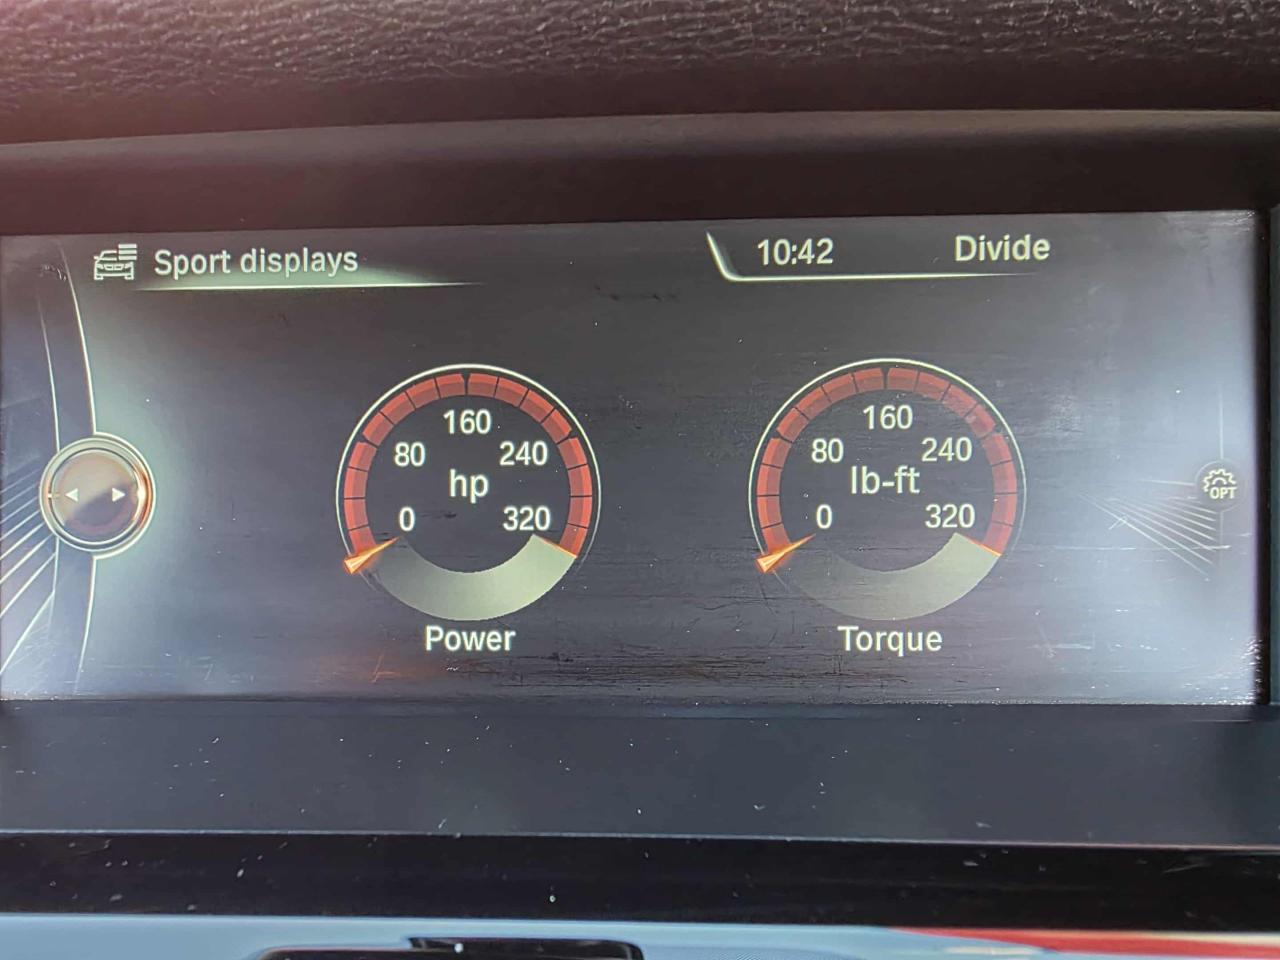 Sport displays
10:42 Divide
160
80 240
hp
0 320
Power
160
80 240
lb-ft
0 320
Torque
OPT